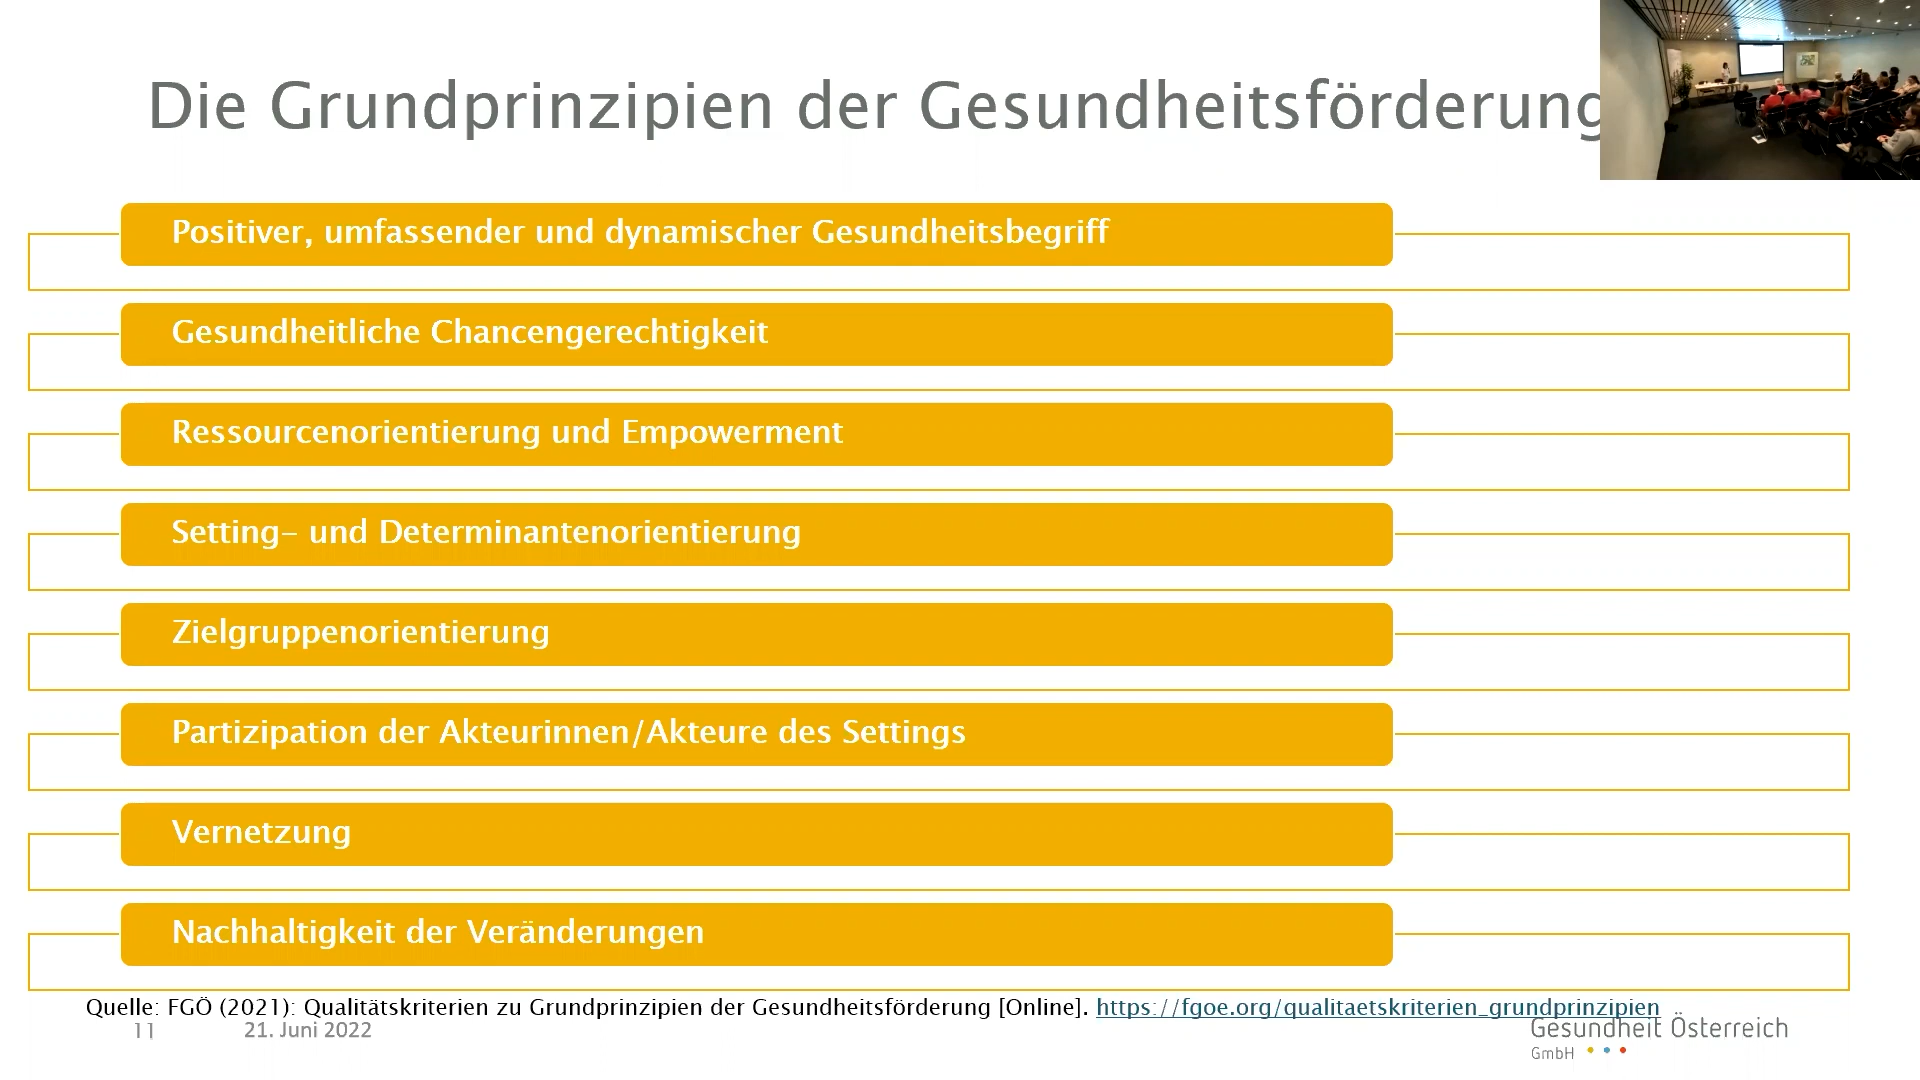 Die Grundprinzipien der Gesundheitsförderung
Positiver, umfassender und dynamischer Gesundheitsbegriff
Gesundheitliche Chancengerechtigkeit
Ressourcenorientierung und Empowerment
Setting- und Determinantenorientierung
Zielgruppenorientierung
Partizipation der Akteurinnen/Akteure des Settings
Vernetzung
Nachhaltigkeit der Veränderungen
Quelle: FGÖ (2021): Qualitätskriterien zu Grundprinzipien der Gesundheitsförderung [Online]. https://fgoe.org/qualitaetskriterien_grundprinzipien
11 21. Juni 2022
Gesundheit Österreich
GmbH